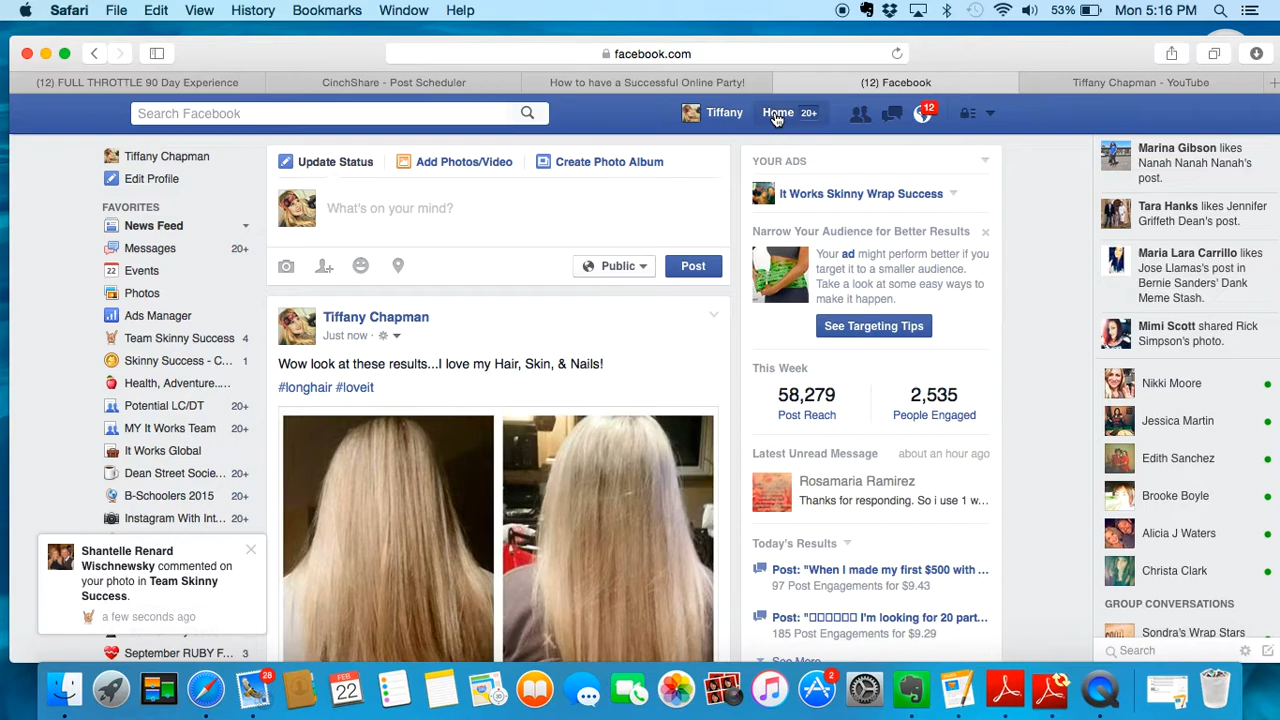 Safari File Edit View History Bookmarks Window Help 53% Mon 5:16 PM
facebook.com
(12) FULL THROTTLE 90 Day Experience CinchShare - Post Scheduler How to have a Successful Online Party! (12) Facebook Tiffany Chapman - YouTube
Search Facebook Tiffany Home 20+ 12
Tiffany Chapman
Edit Profile
FAVORITES
News Feed
Messages 20+
Events
Photos
Ads Manager
Team Skinny Success 4
Skinny Success - C... 1
Health, Adventure....
Potential LC/DT 20+
MY It Works Team 20+
It Works Global
Dean Street Socie... 20+
B-Schoolers 2015 20+
Instagram With Int... 20+
Shantelle Renard
Wischnewsky commented on
your photo in Team Skinny
Success.
a few seconds ago
September RUBY F... 3
Update Status Add Photos/Video Create Photo Album
What's on your mind?
Public Post
Tiffany Chapman
Just now
Wow look at these results...I love my Hair, Skin, & Nails!
#longhair #loveit
YOUR ADS
It Works Skinny Wrap Success
Narrow Your Audience for Better Results
Your ad might perform better if
you target it to a smaller audience.
Take a look at some easy ways to
make it happen.
See Targeting Tips
This Week
58,279 2,535
Post Reach People Engaged
Latest Unread Message about an hour ago
Rosamaria Ramirez
Thanks for responding. So i use 1 w...
Today's Results
Post: "When I made my first $500 with ...
97 Post Engagements for $9.43
I'm looking for 20 part...
185 Post Engagements for $9.29
See More
Marina Gibson likes
Nanah Nanah Nanah's
post.
Tara Hanks likes Jennifer
Griffeth Dean's post.
Maria Lara Carrillo likes
Jose Llamas's post in
Bernie Sanders' Dank
Meme Stash.
Mimi Scott shared Rick
Simpson's photo.
Nikki Moore
Jessica Martin
Edith Sanchez
Brooke Boyle
Alicia J Waters
Christa Clark
GROUP CONVERSATIONS
Sondra's Wrap Stars
Search
28 FEB 22 2